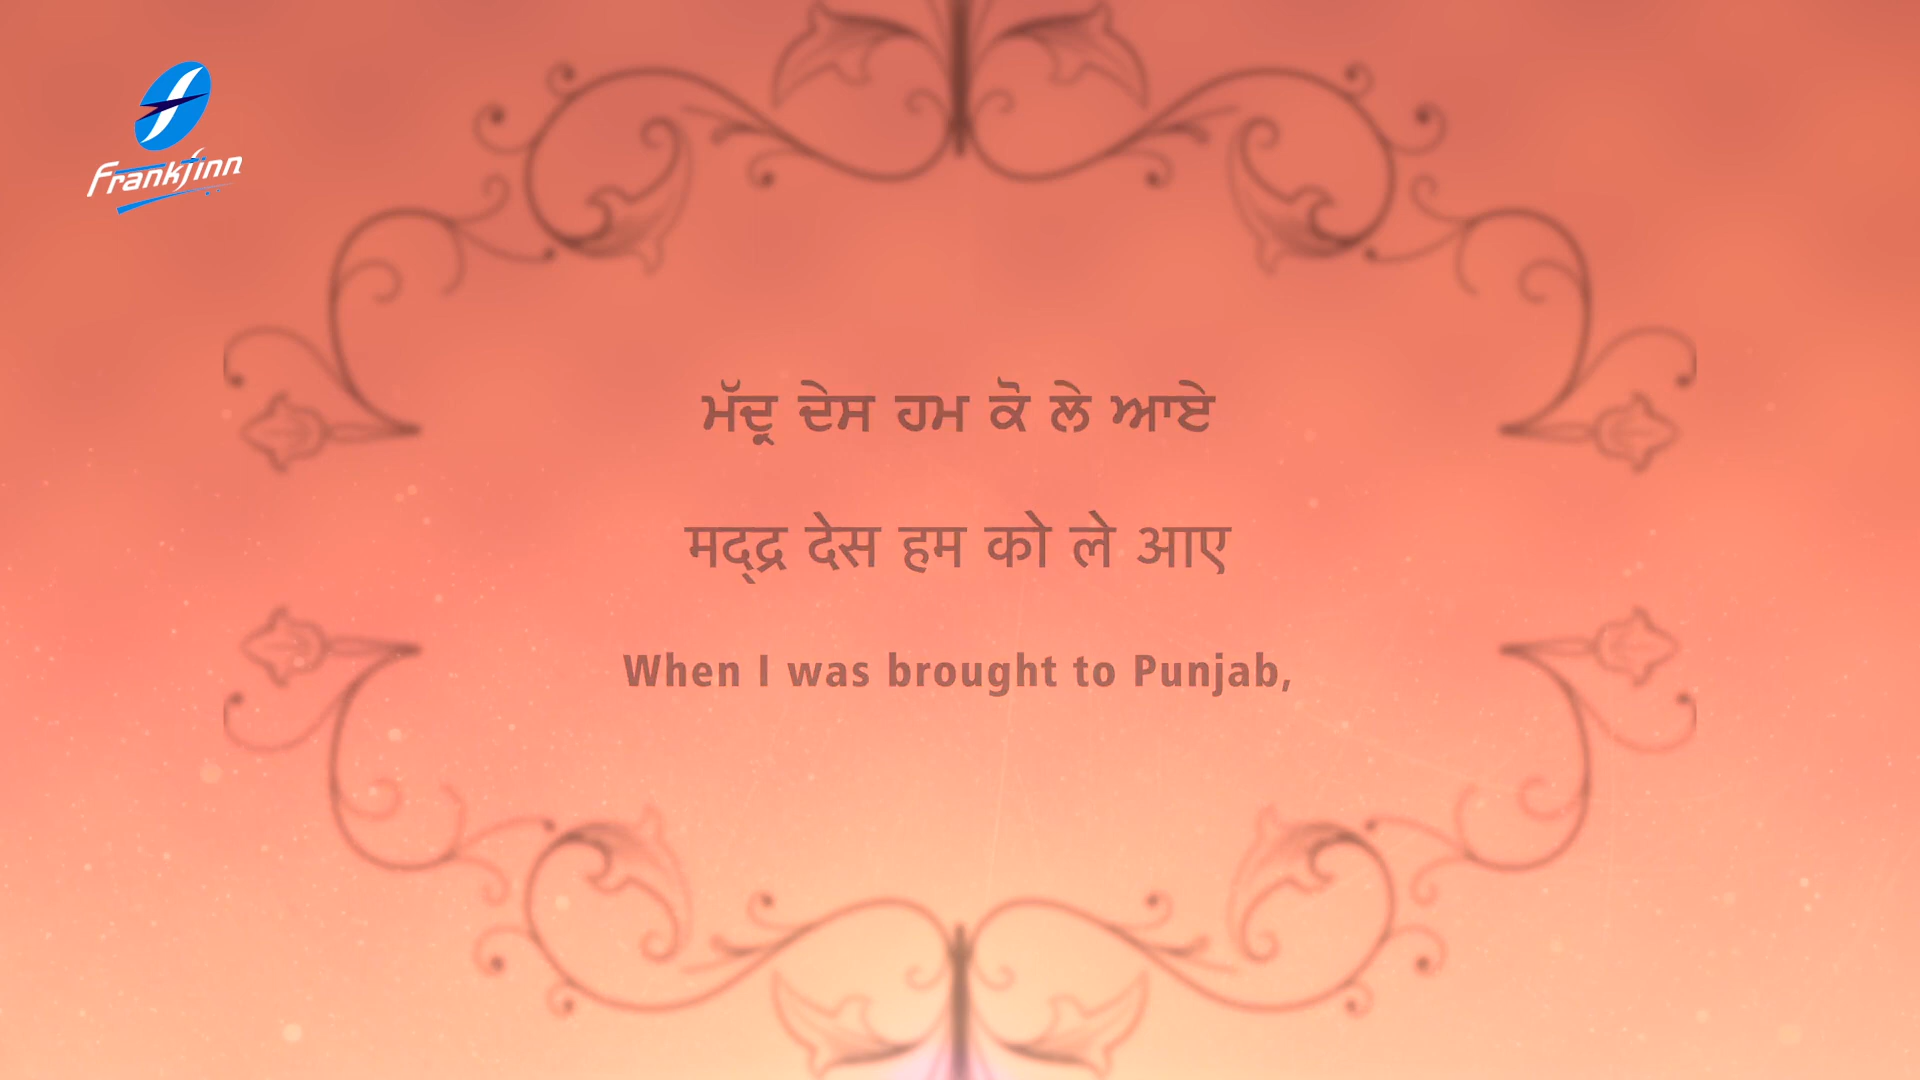 Frankfinn
ਮੱਦ੍ਰ ਦੇਸ ਹਮ ਕੋ ਲੇ ਆਏ
मद्द्र देस हम को ले आए
When I was brought to Punjab,